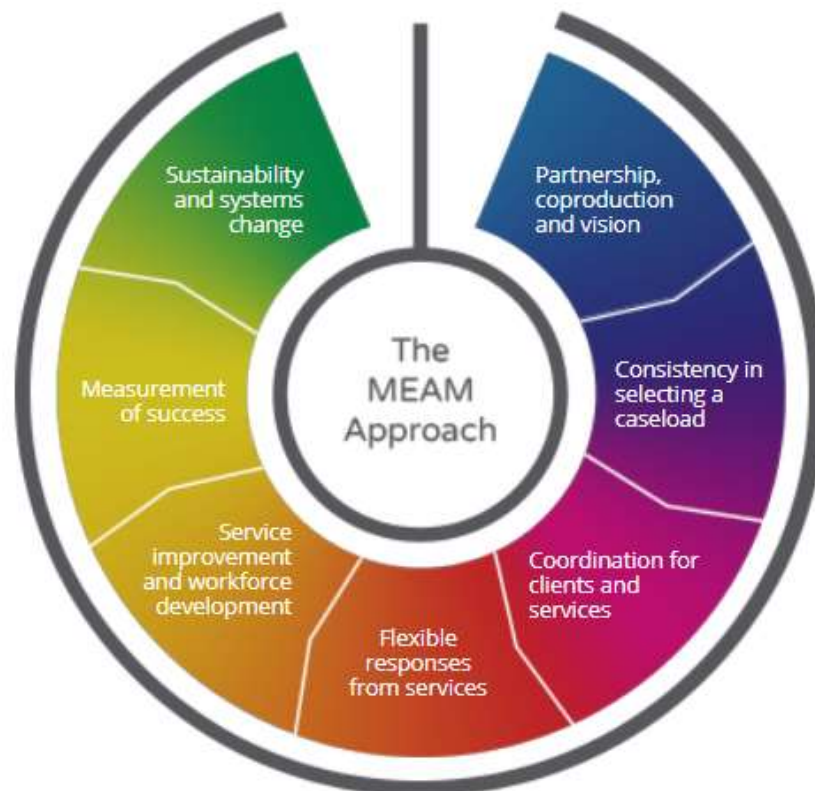 The
MEAM
Approach
Partnership,
coproduction
and vision
Consistency in
selecting a
caseload
Coordination for
clients and
services
Flexible
responses
from services
Service
improvement
and workforce
development
Measurement
of success
Sustainability
and systems
change